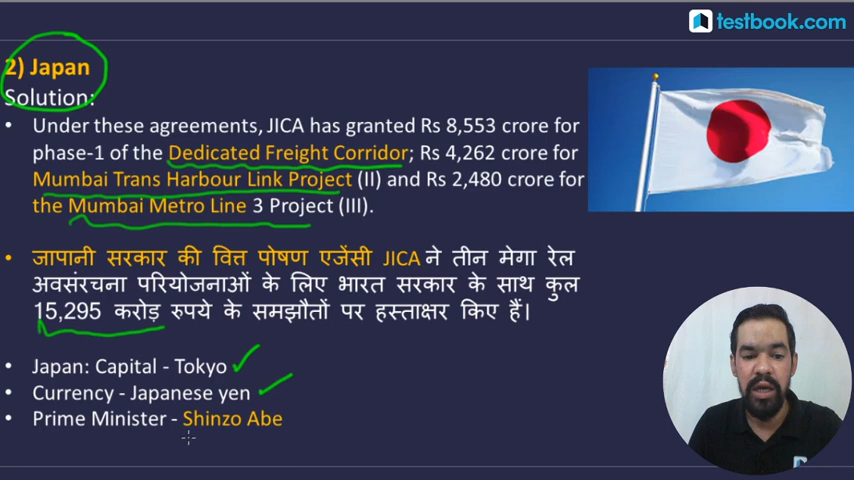 testbook.com
2) Japan
Solution:
• Under these agreements, JICA has granted Rs 8,553 crore for
phase-1 of the Dedicated Freight Corridor; Rs 4,262 crore for
Mumbai Trans Harbour Link Project (II) and Rs 2,480 crore for
the Mumbai Metro Line 3 Project (III).
• जापानी सरकार की वित्त पोषण एजेंसी JICA ने तीन मेगा रेल
अवसंरचना परियोजनाओं के लिए भारत सरकार के साथ कुल
15,295 करोड़ रुपये के समझौतों पर हस्ताक्षर किए हैं।
• Japan: Capital - Tokyo
• Currency - Japanese yen
• Prime Minister - Shinzo Abe